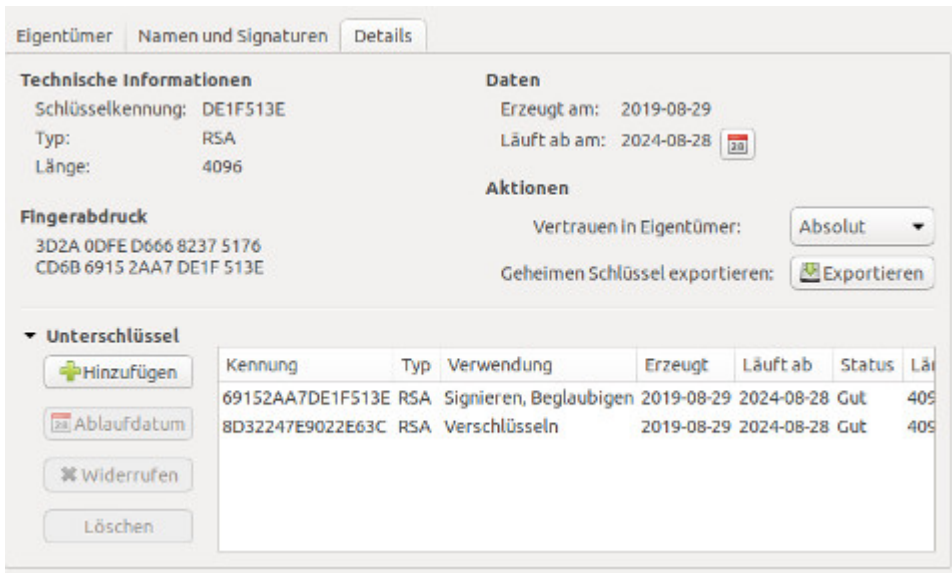 Eigentümer Namen und Signaturen Details
Technische Informationen
Schlüsselkennung: DE1F513E
Typ: RSA
Länge: 4096
Fingerabdruck
3D2A 0DFE D666 8237 5176
CD6B 6915 2AA7 DE1F 513E
Daten
Erzeugt am: 2019-08-29
Läuft ab am: 2024-08-28
Aktionen
Vertrauen in Eigentümer: Absolut
Geheimen Schlüssel exportieren: Exportieren
Unterschlüssel
Hinzufügen
Ablaufdatum
Widerrufen
Löschen
Kennung Typ Verwendung Erzeugt Läuft ab Status Län
69152AA7DE1F513E RSA Signieren, Beglaubigen 2019-08-29 2024-08-28 Gut 409
8D32247E9022E63C RSA Verschlüsseln 2019-08-29 2024-08-28 Gut 409